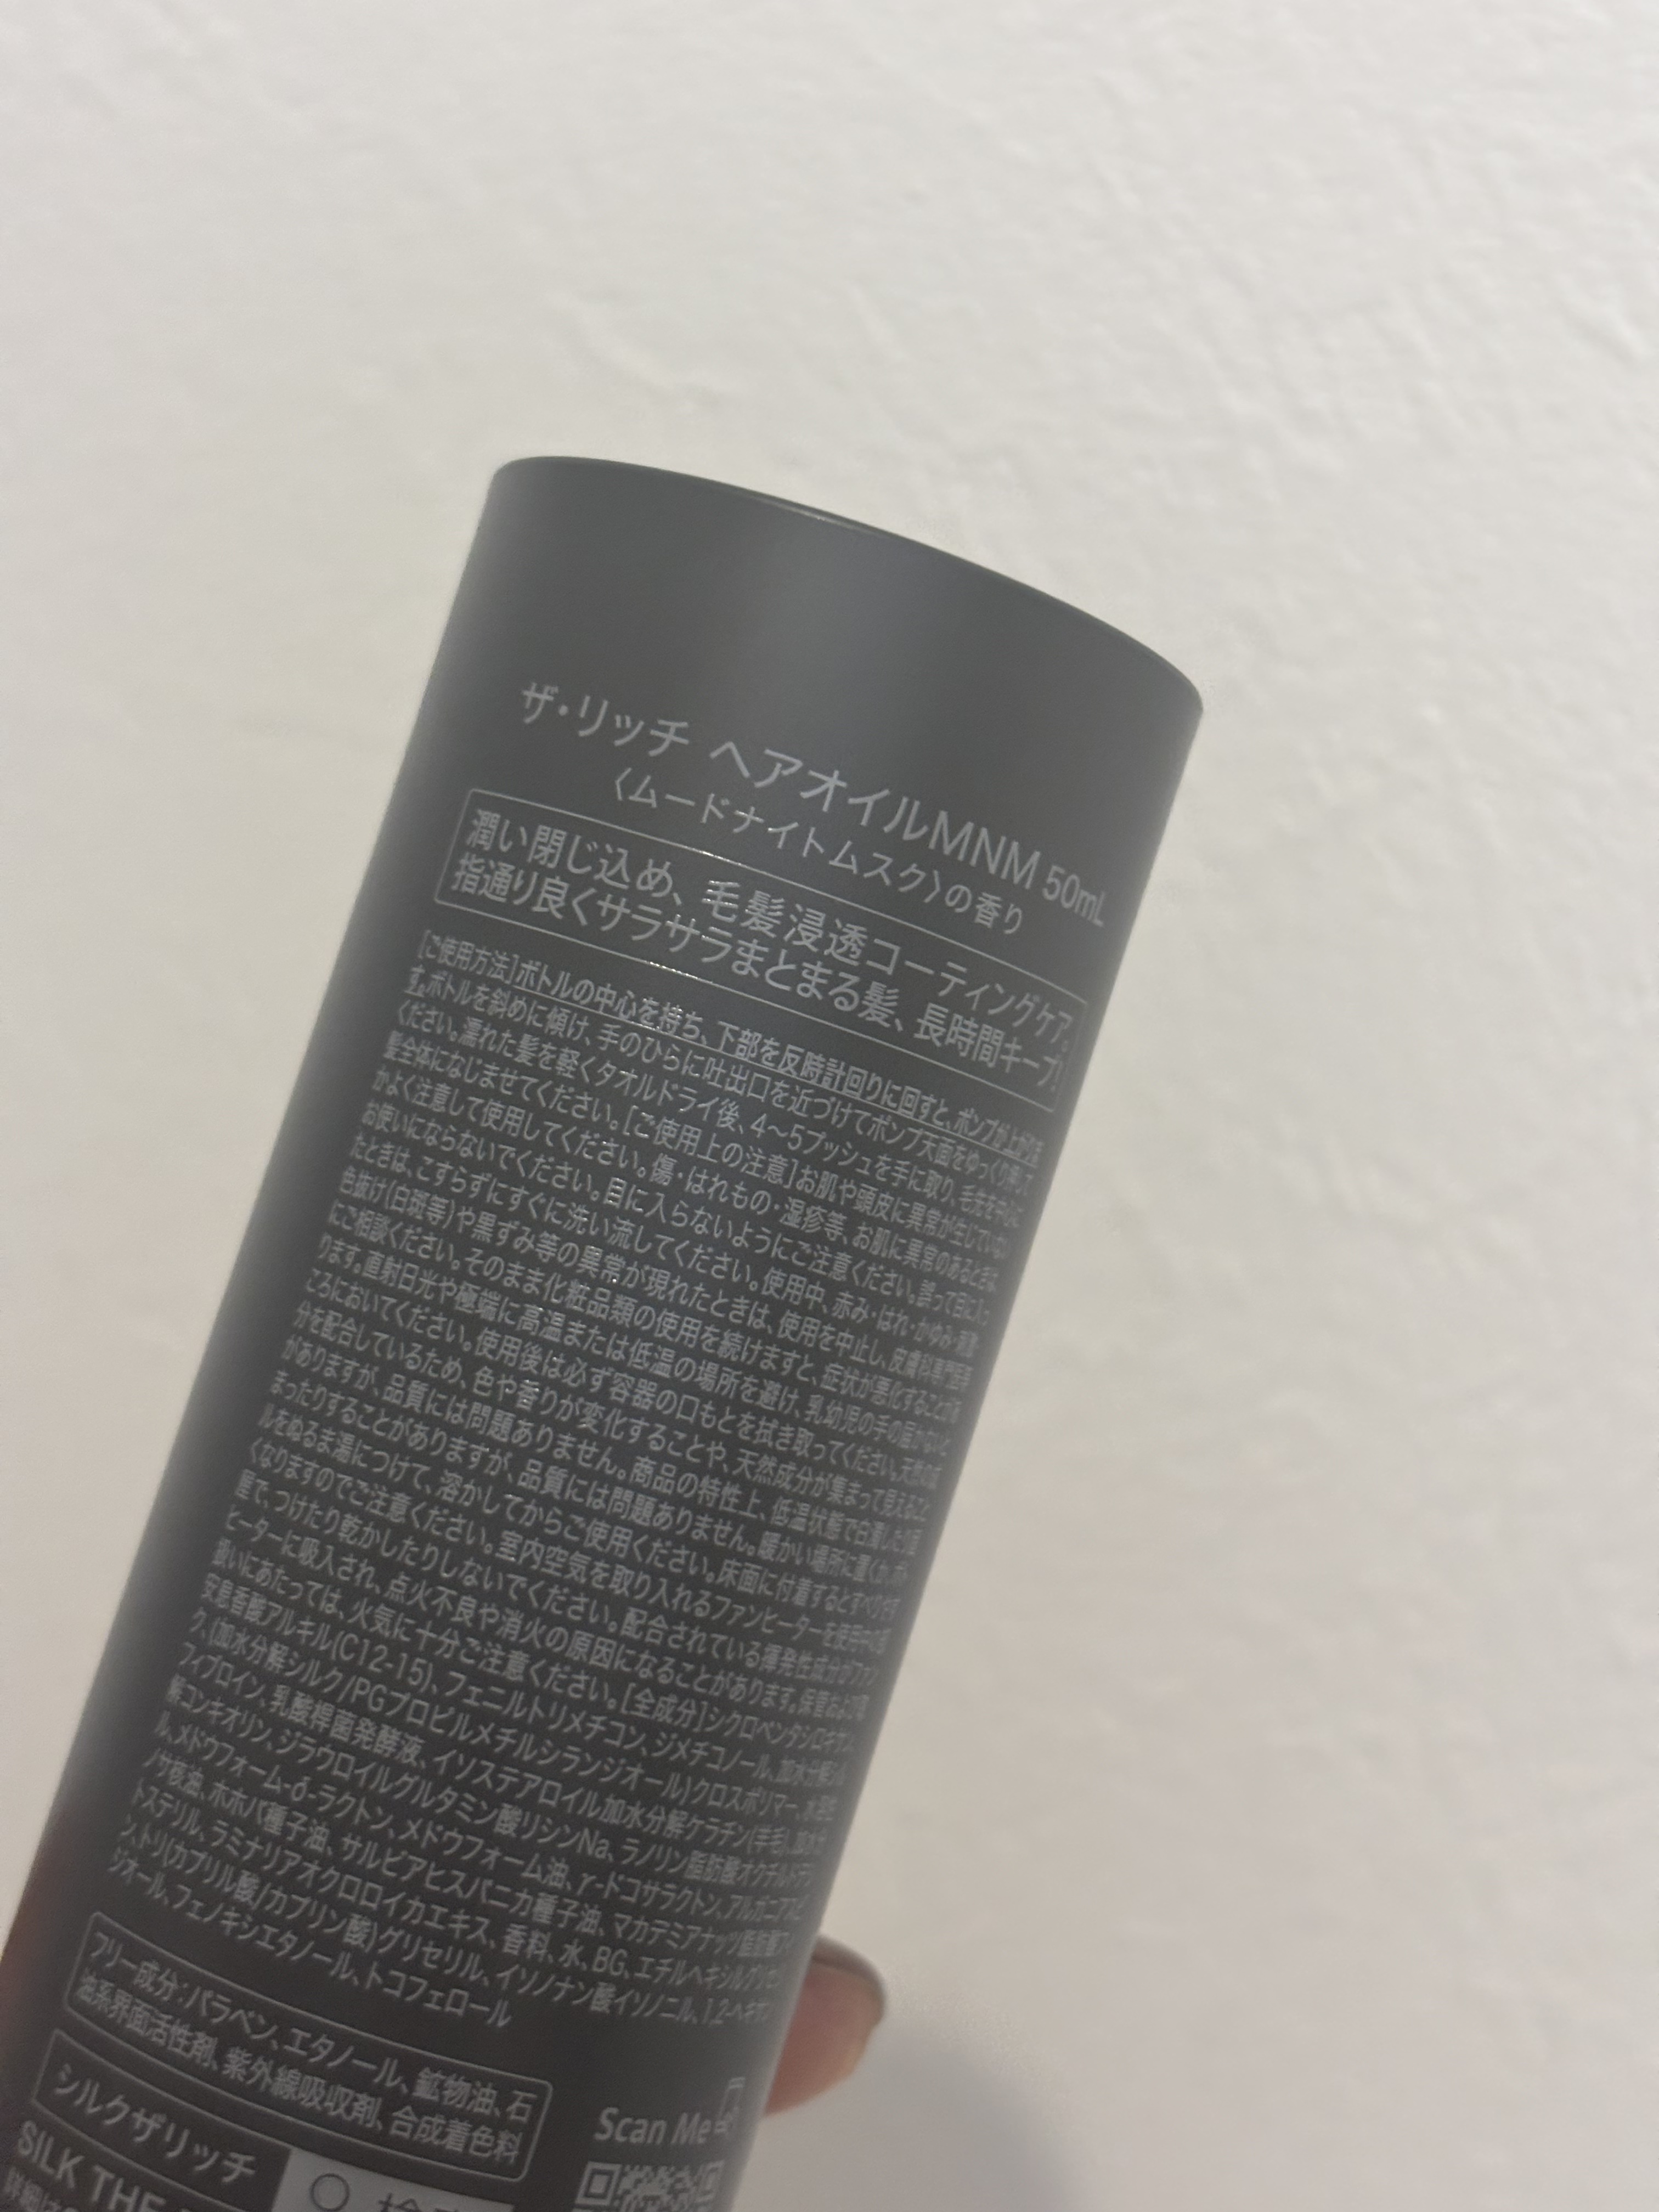 ザ・リッチ ヘアオイルMNM 50mL
〈ムードナイトムスク〉の香り
潤い閉じ込め、毛髪浸透コーティングケア。
指通り良くサラサラまとまる髪、長時間キープ!
[ご使用方法]ボトルの中心を持ち、下部を反時計回りに回すと、ポンプが上がりま
す。ボトルを斜めに傾け、手のひらに吐出口を近づけてポンプ天面をゆっくり押して
ください。濡れた髪を軽くタオルドライ後、4〜5プッシュを手に取り、毛先を中心に
髪全体になじませてください。[ご使用上の注意]お肌や頭皮に異常が生じていない
かよく注意して使用してください。傷・はれもの・湿疹等、お肌に異常のあるときは
お使いにならないでください。目に入らないようにご注意ください。誤って目に入っ
たときは、こすらずにすぐに洗い流してください。使用中、赤み・はれ・かゆみ・刺激、
色抜け(白斑等)や黒ずみ等の異常が現れたときは、使用を中止し、皮膚科専門医等
にご相談ください。そのまま化粧品類の使用を続けますと、症状が悪化することがあ
ります。直射日光や極端に高温または低温の場所を避け、乳幼児の手の届かないと
ころにおいてください。使用後は必ず容器の口もとを拭き取ってください。天然の成
分を配合しているため、色や香りが変化することや、天然成分が集まって見えること
がありますが、品質には問題ありません。商品の特性上、低温状態で白濁したり固
まったりすることがありますが、品質には問題ありません。暖かい場所に置くか、ボト
ルをぬるま湯につけて、溶かしてからご使用ください。床面に付着するとすべりやす
くなりますのでご注意ください。室内空気を取り入れるファンヒーターを使用中の部
屋で、つけたり乾かしたりしないでください。配合されている揮発性成分がファン
ヒーターに吸入され、点火不良や消火の原因になることがあります。保管および取
扱いにあたっては、火気に十分ご注意ください。[全成分]シクロペンタシロキサン、
安息香酸アルキル(C12-15)、フェニルトリメチコン、ジメチコノール、加水分解シル
ク、(加水分解シルク/PGプロピルメチルシランジオール)クロスポリマー、水溶性
フィブロイン、乳酸桿菌発酵液、イソステアロイル加水分解ケラチン(羊毛)、加水分
解コンキオリン、ジラウロイルグルタミン酸リシンNa、ラノリン脂肪酸オクチルドデシ
ル、メドウフォーム-δ-ラクトン、メドウフォーム油、γ-ドコサラクトン、アルガニアスピ
ノサ核油、ホホバ種子油、サルビアヒスパニカ種子油、マカデミアナッツ脂肪酸フィ
トステリル、ラミナリアオクロロイカエキス、香料、水、BG、エチルヘキシルグリセリ
ン、トリ(カプリル酸/カプリン酸)グリセリル、イソノナン酸イソノニル、1,2-ヘキサン
ジオール、フェノキシエタノール、トコフェロール
フリー成分：パラベン、エタノール、鉱物油、石
油系界面活性剤、紫外線吸収剤、合成着色料
シルクザリッチ
Scan Me
SILK THE